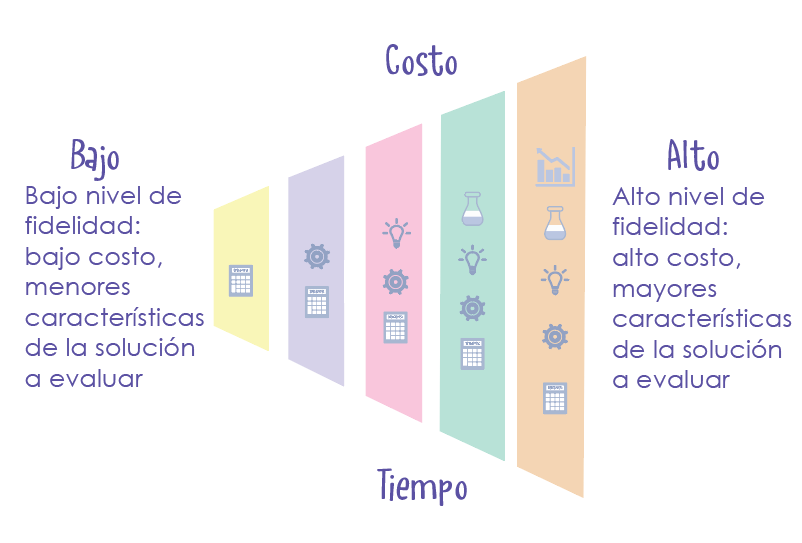 Costo
Bajo
Bajo nivel de
fidelidad:
bajo costo,
menores
características
de la solución
a evaluar
Alto
Alto nivel de
fidelidad:
alto costo,
mayores
características
de la solución
a evaluar
Tiempo